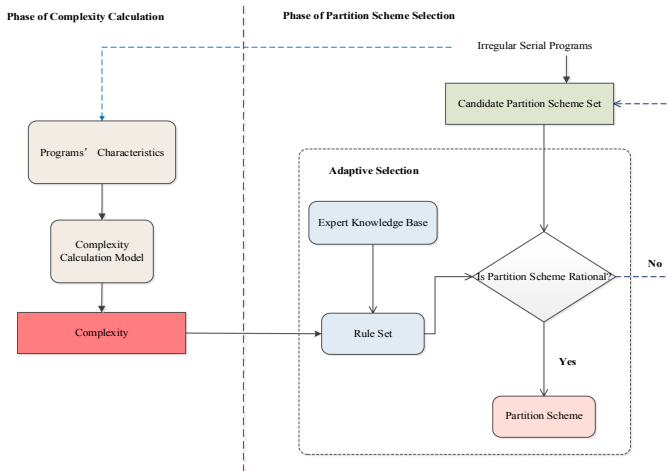 Phase of Complexity Calculation
Phase of Partition Scheme Selection
Irregular Serial Programs
Candidate Partition Scheme Set
Programs’ Characteristics
Adaptive Selection
Expert Knowledge Base
Complexity
Calculation Model
Is Partition Scheme Rational?
No
Complexity
Rule Set
Yes
Partition Scheme